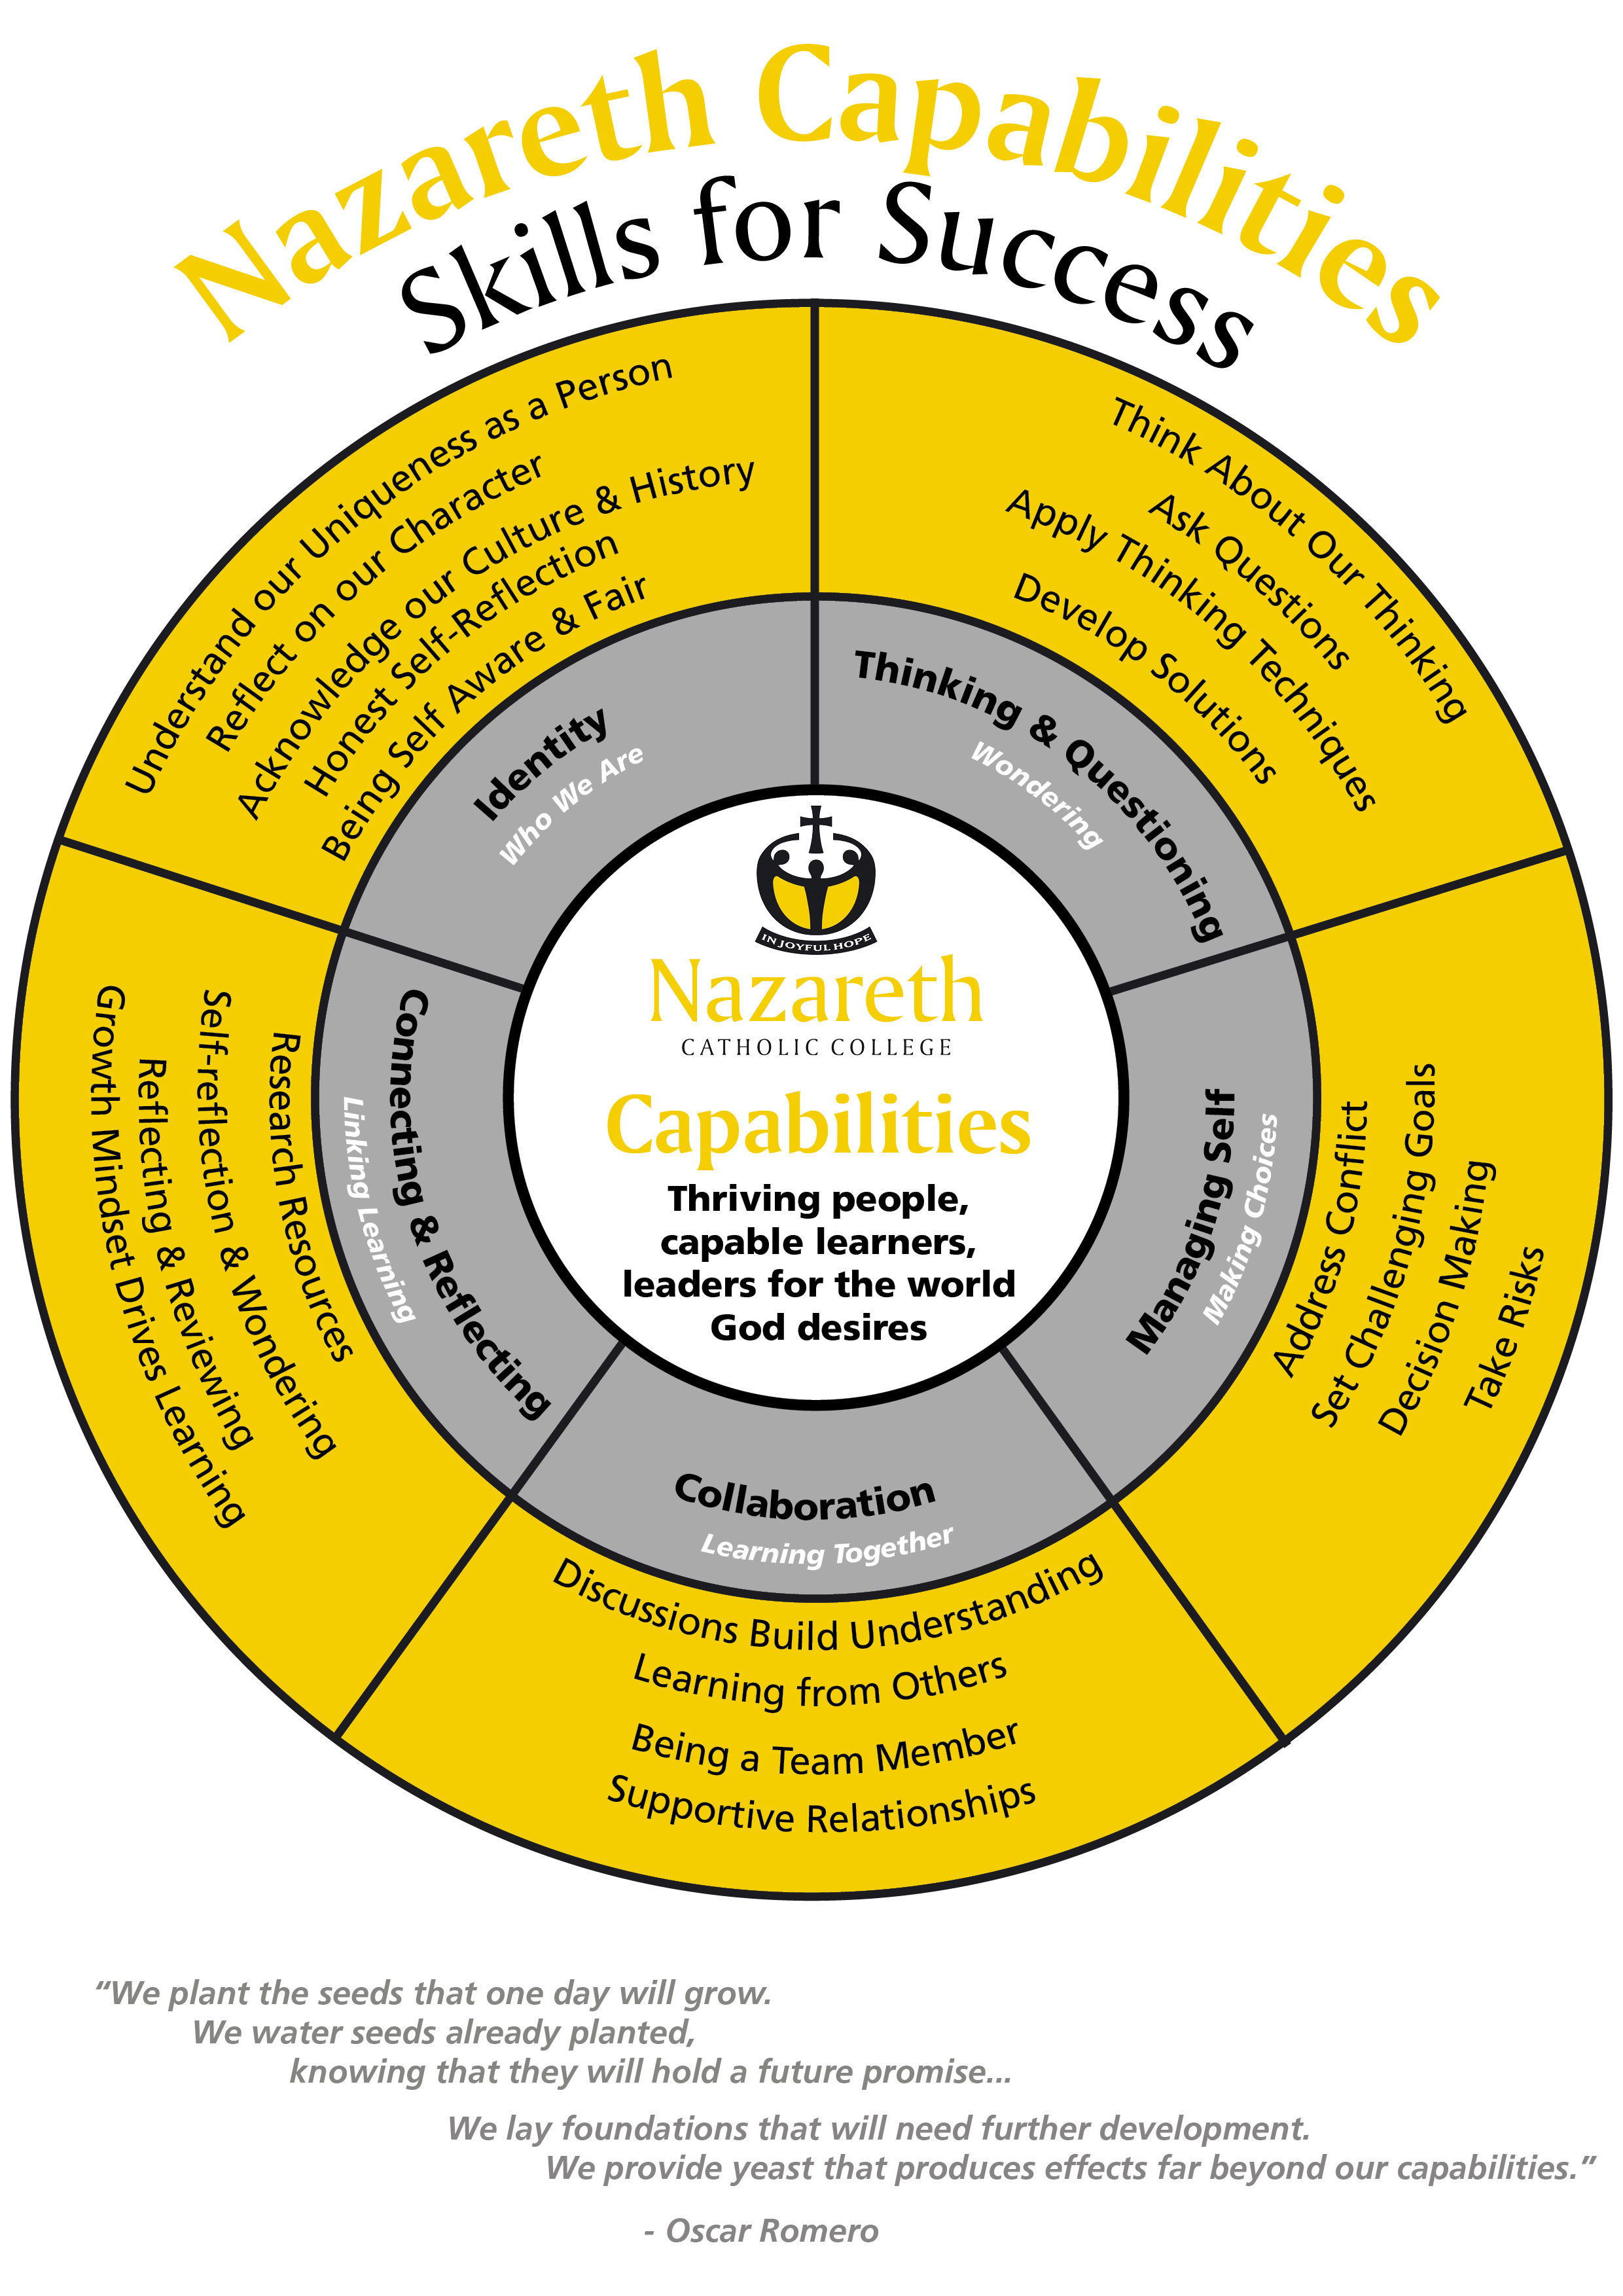 Nazareth Capabilities
Skills for Success
Understand our Uniqueness as a Person
Reflect on our Character
Acknowledge our Culture & History
Honest Self-Reflection
Being Self Aware & Fair
Identity
Who We Are
Think About Our Thinking
Ask Questions
Apply Thinking Techniques
Develop Solutions
Thinking & Questioning
Wondering
Managing Self
Making Choices
Address Conflict
Set Challenging Goals
Decision Making
Take Risks
Collaboration
Learning Together
Discussions Build Understanding
Learning from Others
Being a Team Member
Supportive Relationships
Connecting & Reflecting
Linking Learning
Research Resources
Self-reflection & Wondering
Reflecting & Reviewing
Growth Mindset Drives Learning
IN JOYFUL HOPE
Nazareth
CATHOLIC COLLEGE
Capabilities
Thriving people,
capable learners,
leaders for the world
God desires
“We plant the seeds that one day will grow.
We water seeds already planted,
knowing that they will hold a future promise...
We lay foundations that will need further development.
We provide yeast that produces effects far beyond our capabilities.”
- Oscar Romero